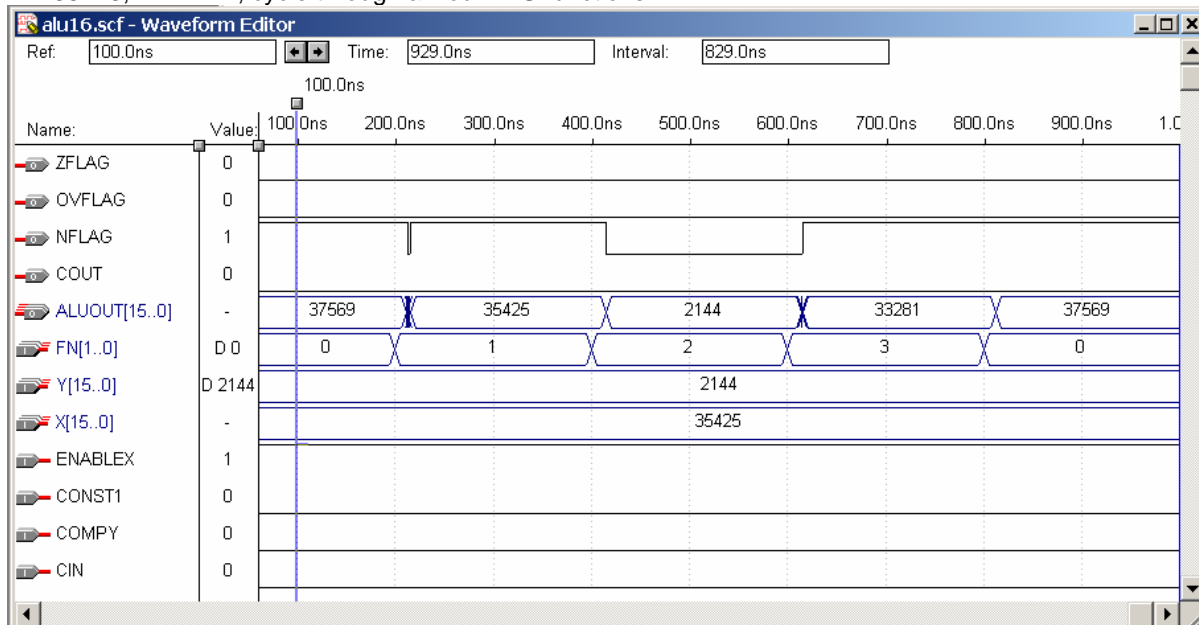 alu16.scf - Waveform Editor
Ref: 100.0ns Time: 929.0ns Interval: 829.0ns
100.0ns
Name: Value: 100.0ns 200.0ns 300.0ns 400.0ns 500.0ns 600.0ns 700.0ns 800.0ns 900.0ns
ZFLAG 0
OVFLAG 0
NFLAG 1
COUT 0
ALUOUT[15..0] - 37569 35425 2144 33281 37569
FN[1..0] D 0 0 1 2 3 0
Y[15..0] D 2144 2144
X[15..0] - 35425
ENABLEX 1
CONST1 0
COMPY 0
CIN 0